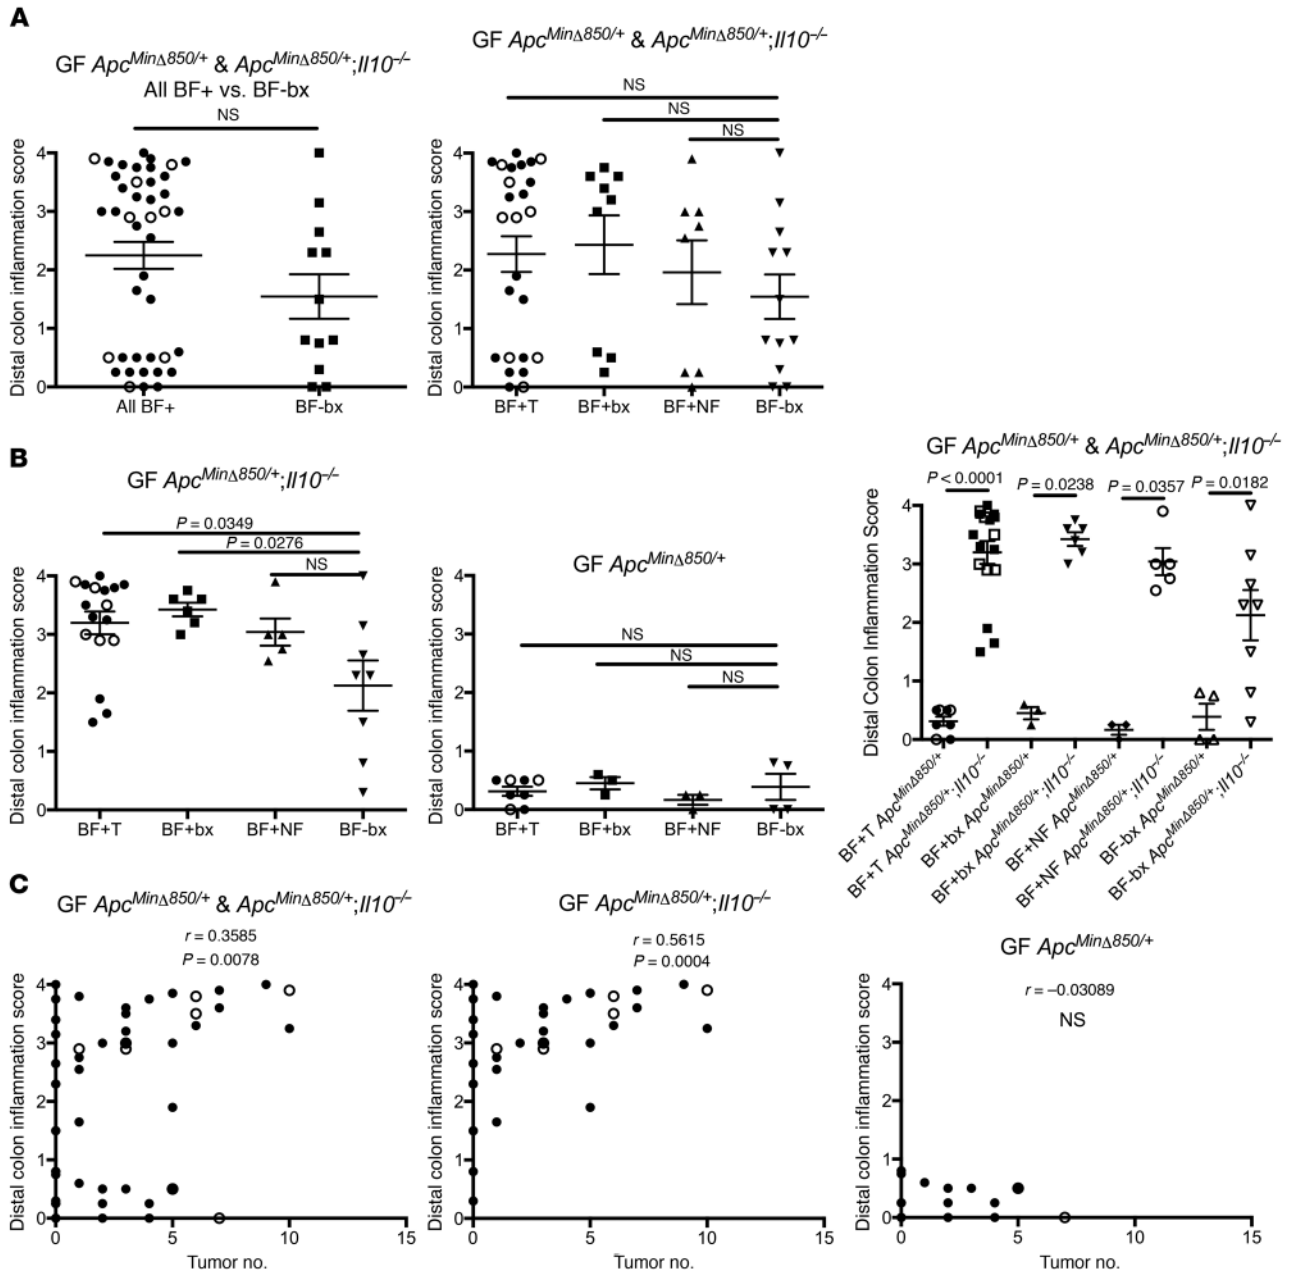 A
GF ApcMinΔ850/+ & ApcMinΔ850/+;Il10–/–
All BF+ vs. BF-bx
NS
Distal colon inflammation score
4
3
2
1
0
All BF+
BF-bx
GF ApcMinΔ850/+ & ApcMinΔ850/+;Il10–/–
NS
NS
NS
Distal colon inflammation score
4
3
2
1
0
BF+T
BF+bx
BF+NF
BF-bx
B
GF ApcMinΔ850/+;Il10–/–
P = 0.0349
P = 0.0276
NS
Distal colon inflammation score
4
3
2
1
0
BF+T
BF+bx
BF+NF
BF-bx
GF ApcMinΔ850/+
NS
NS
NS
Distal colon inflammation score
4
3
2
1
0
BF+T
BF+bx
BF+NF
BF-bx
GF ApcMinΔ850/+ & ApcMinΔ850/+;Il10–/–
P < 0.0001
P = 0.0238
P = 0.0357
P = 0.0182
Distal Colon Inflammation Score
4
3
2
1
0
BF+T ApcMinΔ850/+
BF+T ApcMinΔ850/+;Il10–/–
BF+bx ApcMinΔ850/+
BF+bx ApcMinΔ850/+;Il10–/–
BF+NF ApcMinΔ850/+
BF+NF ApcMinΔ850/+;Il10–/–
BF-bx ApcMinΔ850/+
BF-bx ApcMinΔ850/+;Il10–/–
C
GF ApcMinΔ850/+ & ApcMinΔ850/+;Il10–/–
r = 0.3585
P = 0.0078
Distal colon inflammation score
4
3
2
1
0
0
5
10
15
Tumor no.
GF ApcMinΔ850/+;Il10–/–
r = 0.5615
P = 0.0004
Distal colon inflammation score
4
3
2
1
0
0
5
10
15
Tumor no.
GF ApcMinΔ850/+
r = –0.03089
NS
Distal colon inflammation score
4
3
2
1
0
0
5
10
15
Tumor no.